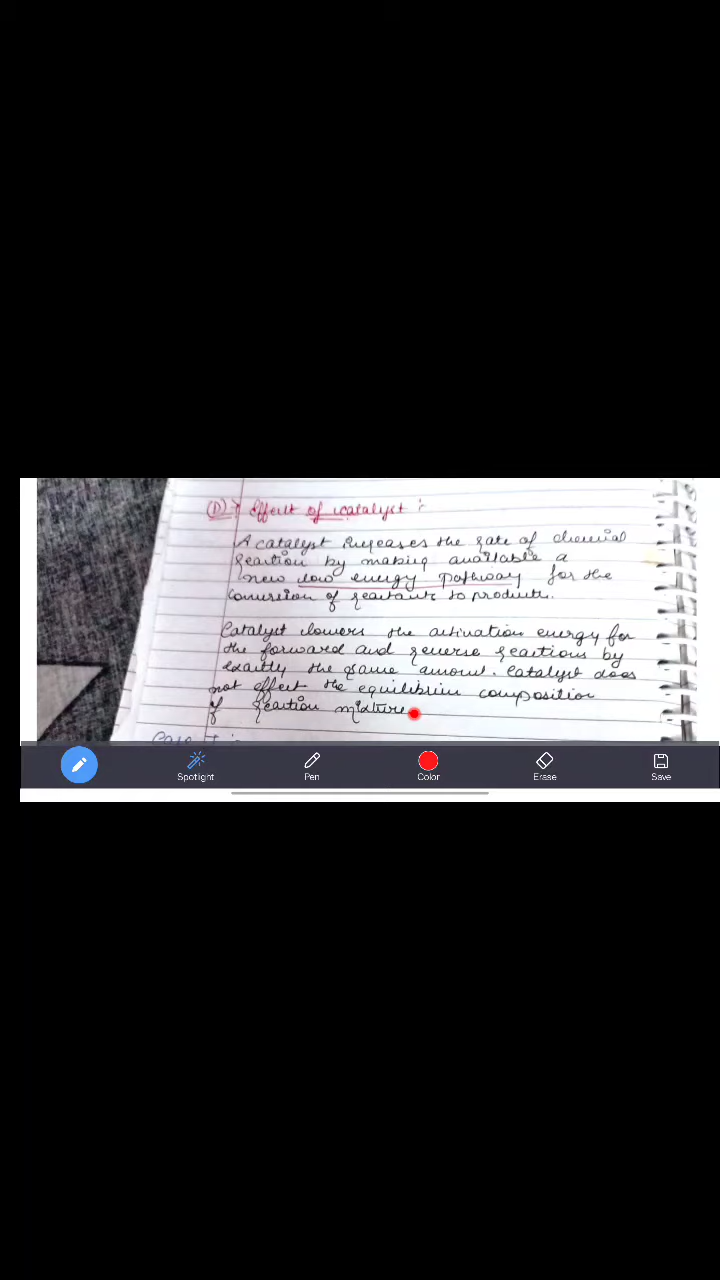 (D) Effect of catalyst :-
A catalyst increases the rate of chemical
reaction by making available a
new low energy pathway for the
conversion of reactants to products.
Catalyst lowers the activation energy for
the forward and reverse reactions by
exactly the same amount. Catalyst does
not effect the equilibrium composition
of reaction mixture
Case I :-
Spotlight Pen Color Erase Save